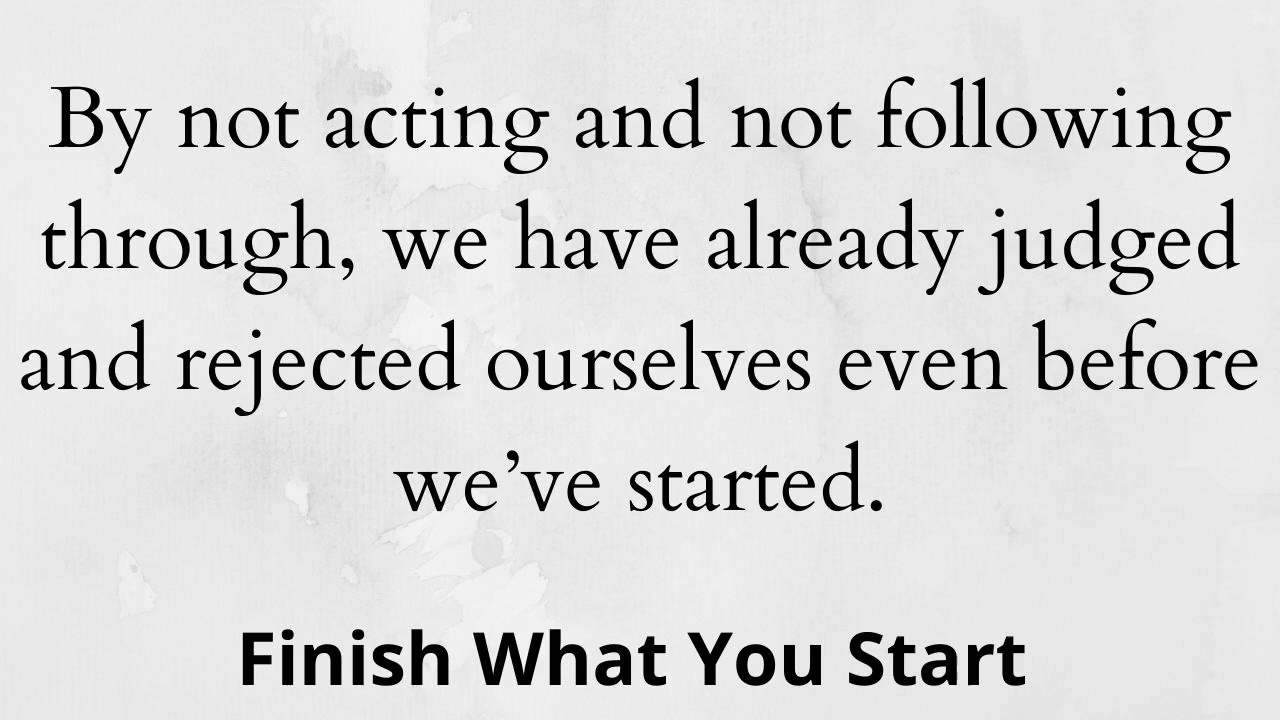 By not acting and not following
through, we have already judged
and rejected ourselves even before
we’ve started.
Finish What You Start